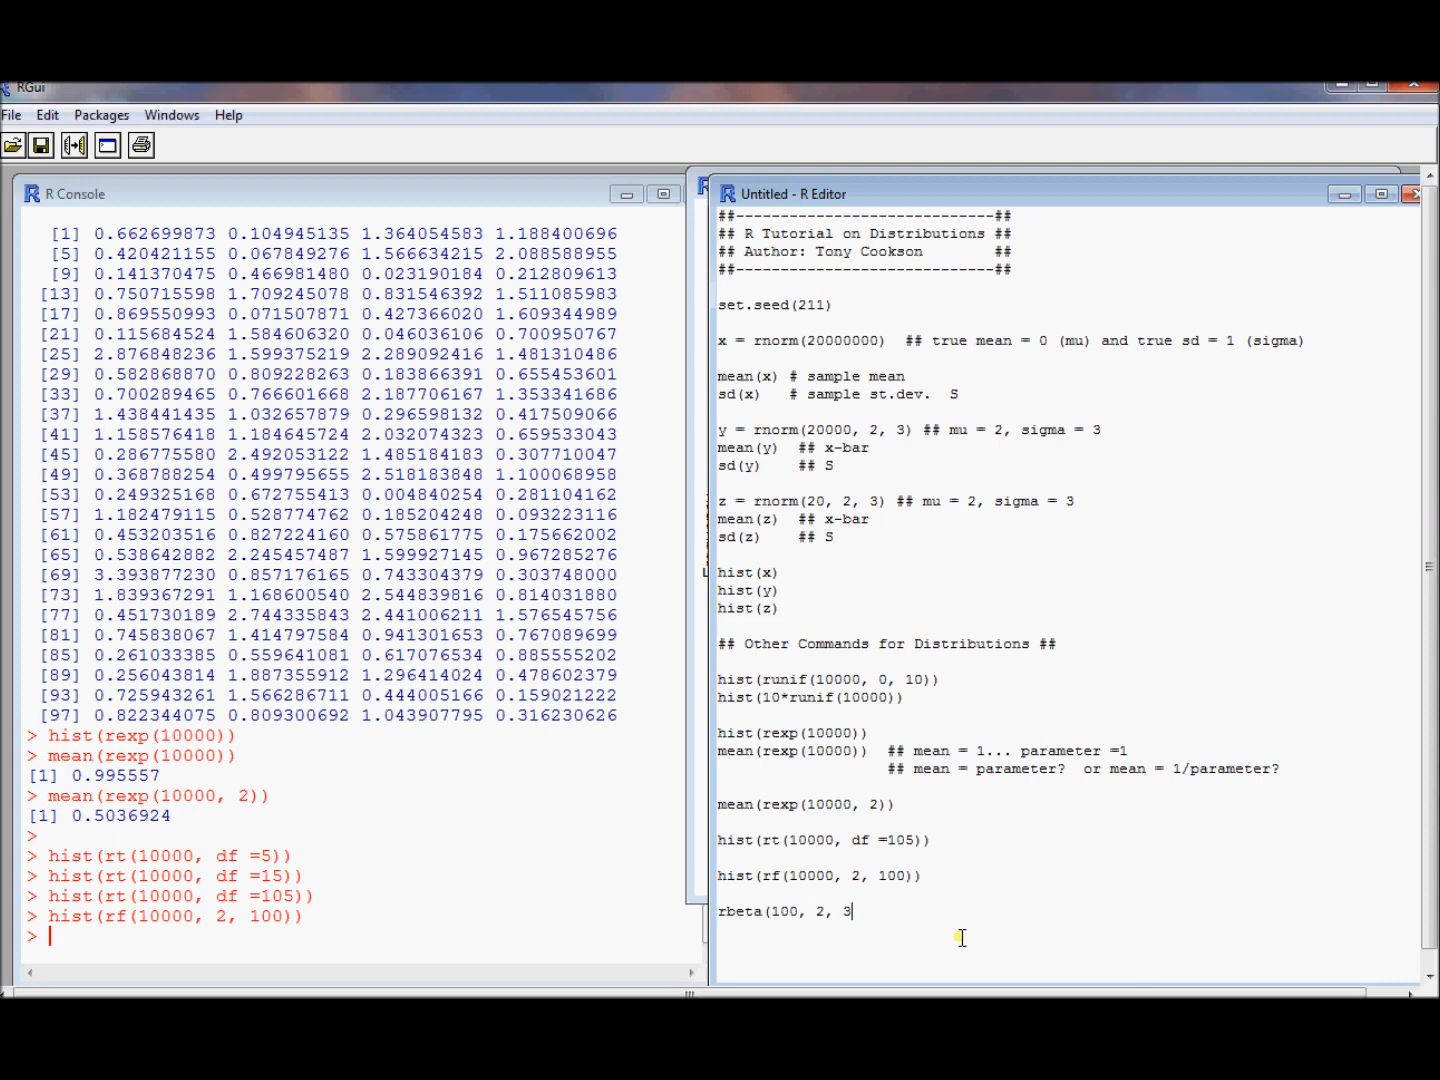 RGui
File Edit Packages Windows Help
R Console
[1] 0.662699873 0.104945135 1.364054583 1.188400696
[5] 0.420421155 0.067849276 1.566634215 2.088588955
[9] 0.141370475 0.466981480 0.023190184 0.212809613
[13] 0.750715598 1.709245078 0.831546392 1.511085983
[17] 0.869550993 0.071507871 0.427366020 1.609344989
[21] 0.115684524 1.584606320 0.046036106 0.700950767
[25] 2.876848236 1.599375219 2.289092416 1.481310486
[29] 0.582868870 0.809228263 0.183866391 0.655453601
[33] 0.700289465 0.766601668 2.187706167 1.353341686
[37] 1.438441435 1.032657879 0.296598132 0.417509066
[41] 1.158576418 1.184645724 2.032074323 0.659533043
[45] 0.286775580 2.492053122 1.485184183 0.307710047
[49] 0.368788254 0.499795655 2.518183848 1.100068958
[53] 0.249325168 0.672755413 0.004840254 0.281104162
[57] 1.182479115 0.528774762 0.185204248 0.093223116
[61] 0.453203516 0.827224160 0.575861775 0.175662002
[65] 0.538642882 2.245457487 1.599927145 0.967285276
[69] 3.393877230 0.857176165 0.743304379 0.303748000
[73] 1.839367291 1.168600540 2.544839816 0.814031880
[77] 0.451730189 2.744335843 2.441006211 1.576545756
[81] 0.745838067 1.414797584 0.941301653 0.767089699
[85] 0.261033385 0.559641081 0.617076534 0.885555202
[89] 0.256043814 1.887355912 1.296414024 0.478602379
[93] 0.725943261 1.566286711 0.444005166 0.159021222
[97] 0.822344075 0.809300692 1.043907795 0.316230626
> hist(rexp(10000))
> mean(rexp(10000))
[1] 0.995557
> mean(rexp(10000, 2))
[1] 0.5036924
>
> hist(rt(10000, df =5))
> hist(rt(10000, df =15))
> hist(rt(10000, df =105))
> hist(rf(10000, 2, 100))
>
Untitled - R Editor
##-----------------------------##
## R Tutorial on Distributions ##
## Author: Tony Cookson        ##
##-----------------------------##
set.seed(211)
x = rnorm(20000000)  ## true mean = 0 (mu) and true sd = 1 (sigma)
mean(x) # sample mean
sd(x)   # sample st.dev.  S
y = rnorm(20000, 2, 3) ## mu = 2, sigma = 3
mean(y)  ## x-bar
sd(y)    ## S
z = rnorm(20, 2, 3) ## mu = 2, sigma = 3
mean(z)  ## x-bar
sd(z)    ## S
hist(x)
hist(y)
hist(z)
## Other Commands for Distributions ##
hist(runif(10000, 0, 10))
hist(10*runif(10000))
hist(rexp(10000))
mean(rexp(10000))  ## mean = 1... parameter =1
## mean = parameter?  or mean = 1/parameter?
mean(rexp(10000, 2))
hist(rt(10000, df =105))
hist(rf(10000, 2, 100))
rbeta(100, 2, 3